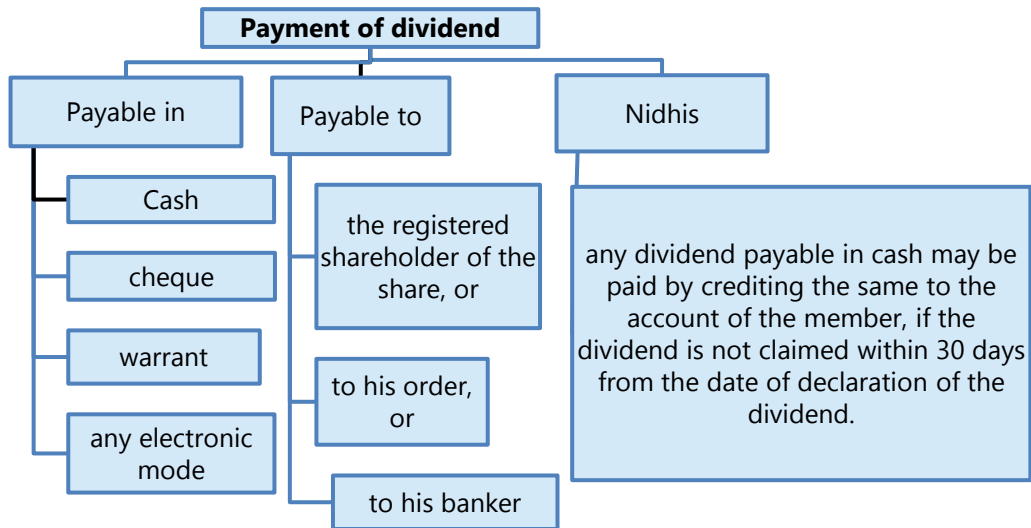 Payment of dividend
Payable in
Cash
cheque
warrant
any electronic
mode
Payable to
the registered
shareholder of the
share, or
to his order,
or
to his banker
Nidhis
any dividend payable in cash may be
paid by crediting the same to the
account of the member, if the
dividend is not claimed within 30 days
from the date of declaration of the
dividend.